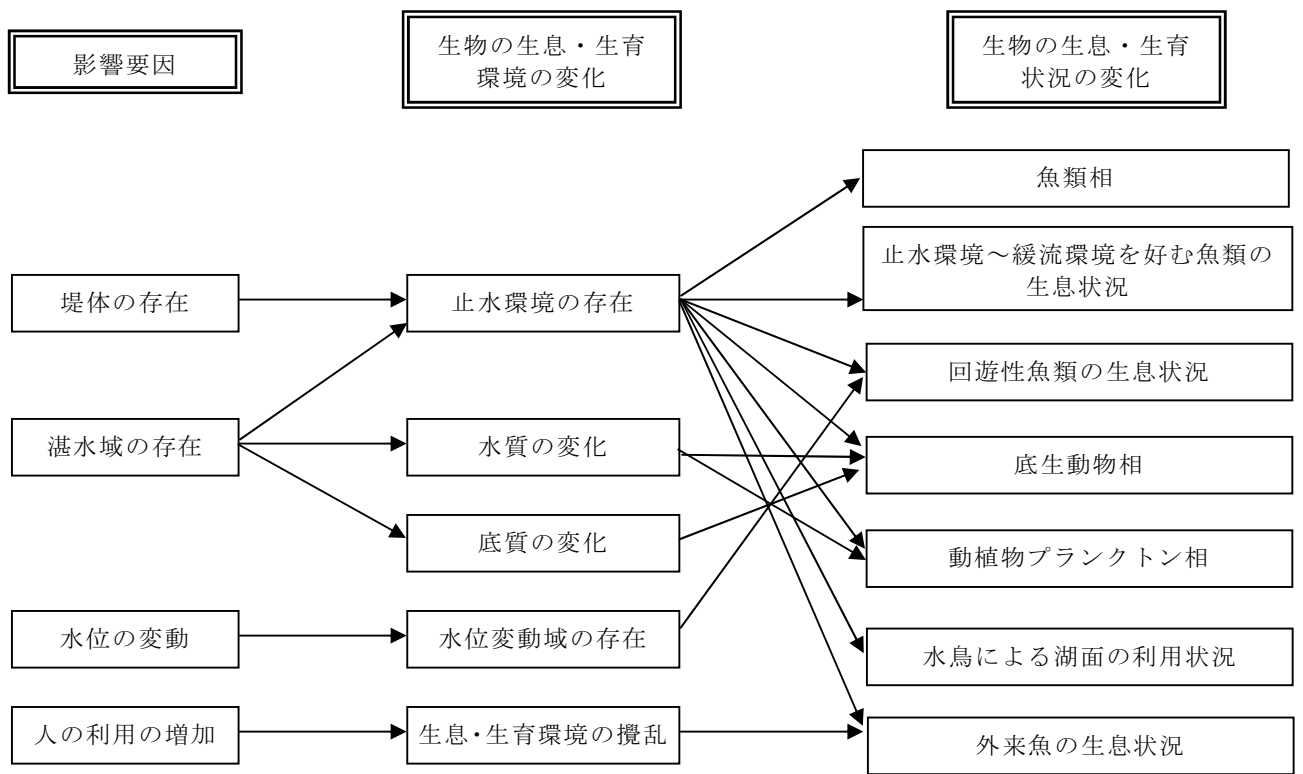 影響要因
生物の生息・生育
環境の変化
生物の生息・生育
状況の変化
魚類相
止水環境～緩流環境を好む魚類の
生息状況
堤体の存在
止水環境の存在
回遊性魚類の生息状況
湛水域の存在
水質の変化
底生動物相
底質の変化
動植物プランクトン相
水位の変動
水位変動域の存在
水鳥による湖面の利用状況
人の利用の増加
生息・生育環境の攪乱
外来魚の生息状況